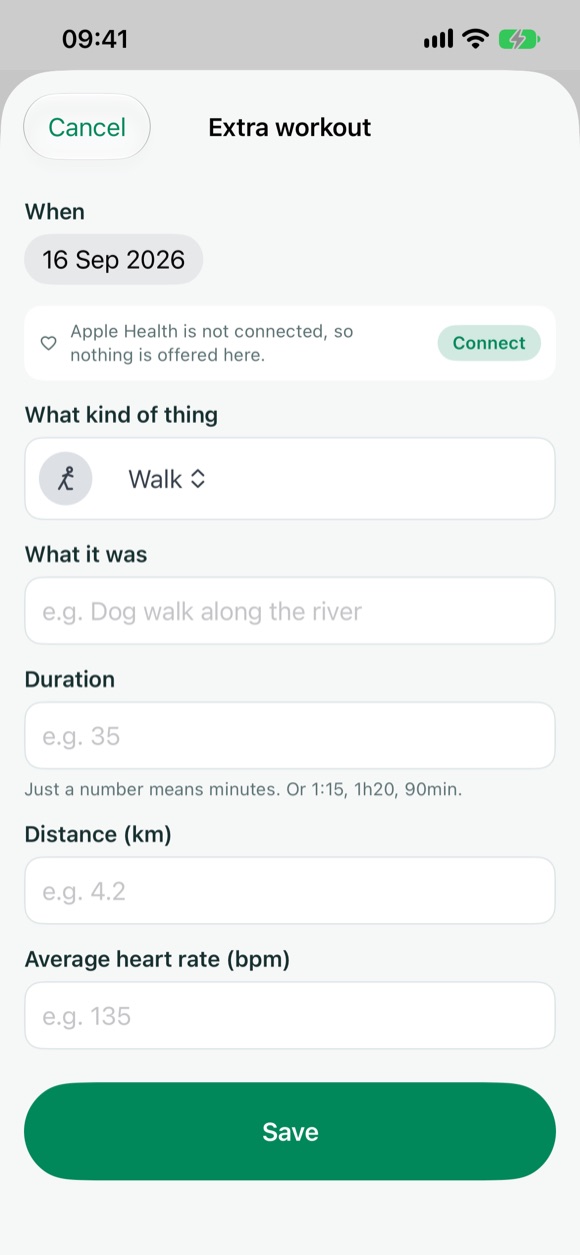 09:41
Cancel
Extra workout
When
16 Sep 2026
Apple Health is not connected, so
nothing is offered here.
Connect
What kind of thing
Walk
What it was
e.g. Dog walk along the river
Duration
e.g. 35
Just a number means minutes. Or 1:15, 1h20, 90min.
Distance (km)
e.g. 4.2
Average heart rate (bpm)
e.g. 135
Save